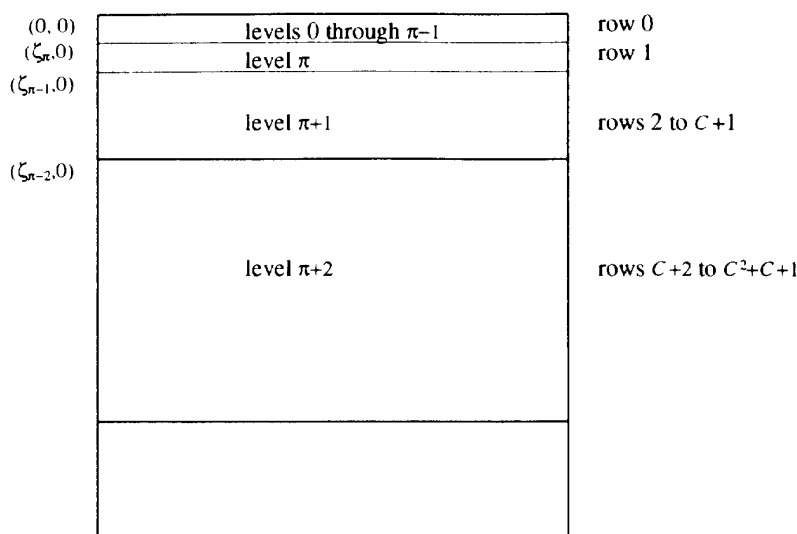 (0, 0) levels 0 through π−1 row 0
(ζπ,0) level π row 1
(ζπ−1,0)
level π+1 rows 2 to C+1
(ζπ−2,0)
level π+2 rows C+2 to C²+C+1